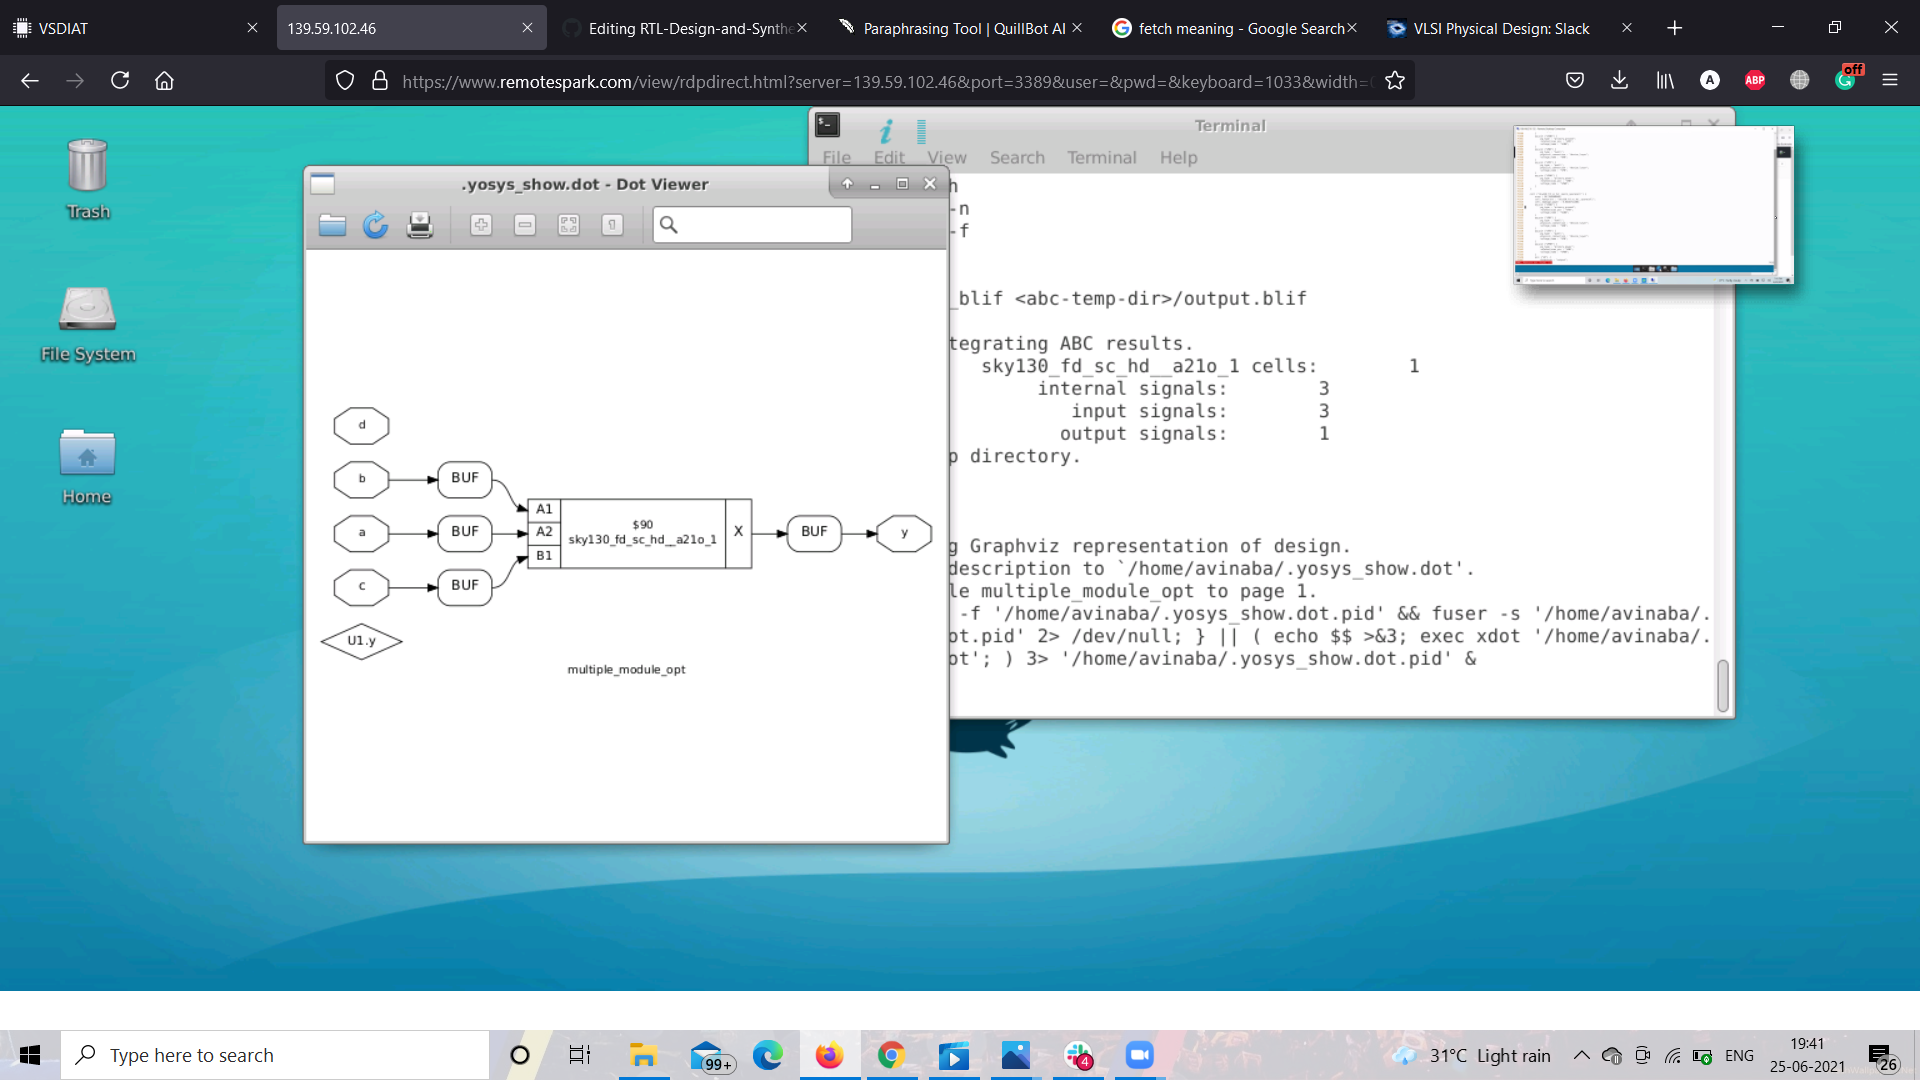 VSDIAT
139.59.102.46
Editing RTL-Design-and-Synthe
Paraphrasing Tool | QuillBot AI
fetch meaning - Google Search
VLSI Physical Design: Slack
https://www.remotespark.com/view/rdpdirect.html?server=139.59.102.46&port=3389&user=&pwd=&keyboard=1033&width=
A
ABP
off
Trash
File System
Home
Terminal
File Edit View Search Terminal Help
.yosys_show.dot - Dot Viewer
h
-n
-f
_blif <abc-temp-dir>/output.blif
tegrating ABC results.
sky130_fd_sc_hd__a21o_1 cells: 1
internal signals: 3
input signals: 3
output signals: 1
p directory.
g Graphviz representation of design.
description to `/home/avinaba/.yosys_show.dot'.
le multiple_module_opt to page 1.
-f '/home/avinaba/.yosys_show.dot.pid' && fuser -s '/home/avinaba/.
ot.pid' 2> /dev/null; } || ( echo $$ >&3; exec xdot '/home/avinaba/.
ot'; ) 3> '/home/avinaba/.yosys_show.dot.pid' &
d
b
BUF
a
BUF
c
BUF
U1.y
A1
A2
B1
$90
sky130_fd_sc_hd__a21o_1
X
BUF
y
multiple_module_opt
Type here to search
99+
4
31°C Light rain
ENG
19:41
25-06-2021
26